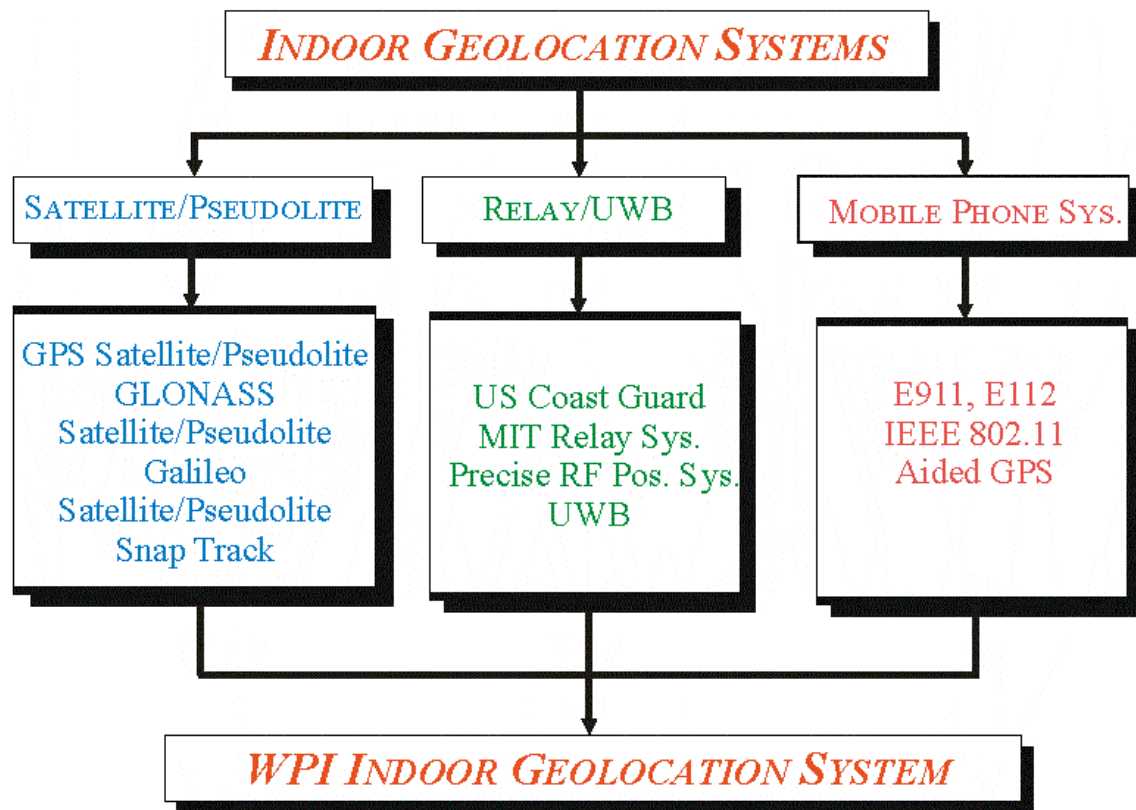 INDOOR GEOLOCATION SYSTEMS
SATELLITE/PSEUDOLITE
RELAY/UWB
MOBILE PHONE SYS.
GPS Satellite/Pseudolite
GLONASS
Satellite/Pseudolite
Galileo
Satellite/Pseudolite
Snap Track
US Coast Guard
MIT Relay Sys.
Precise RF Pos. Sys.
UWB
E911, E112
IEEE 802.11
Aided GPS
WPI INDOOR GEOLOCATION SYSTEM